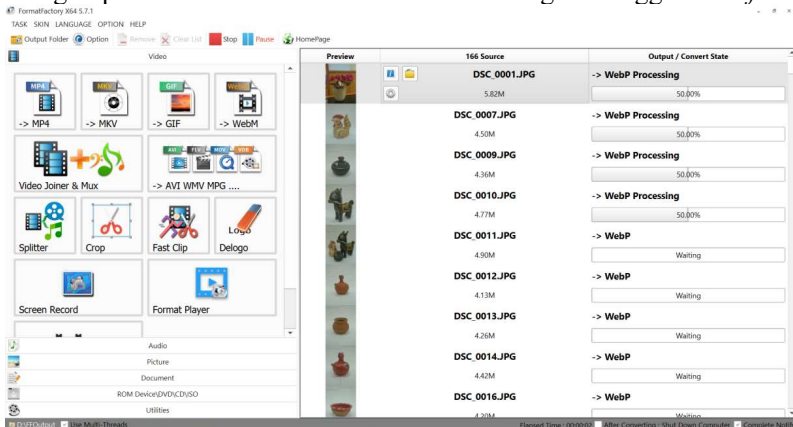 FormatFactory X64 5.7.1
TASK SKIN LANGUAGE OPTION HELP
Output Folder Option Remove Clear List Stop Pause HomePage
Video
MP4 MKV GIF WebM
-> MP4 -> MKV -> GIF -> WebM
AVI FLV MOV VOB
Video Joiner & Mux -> AVI WMV MPG ....
Logo
Splitter Crop Fast Clip Delogo
Screen Record Format Player
Audio
Picture
Document
ROM Device\DVD\CD\ISO
Utilities
Preview 166 Source Output / Convert State
DSC_0001.JPG -> WebP Processing
5.82M 50.00%
DSC_0007.JPG -> WebP Processing
4.50M 50.00%
DSC_0009.JPG -> WebP Processing
4.36M 50.00%
DSC_0010.JPG -> WebP Processing
4.77M 50.00%
DSC_0011.JPG -> WebP
4.90M Waiting
DSC_0012.JPG -> WebP
4.13M Waiting
DSC_0013.JPG -> WebP
4.26M Waiting
DSC_0014.JPG -> WebP
4.42M Waiting
DSC_0016.JPG -> WebP
4.20M Waiting
D:\FFOutput Use Multi-Threads Elapsed Time : 00:00:02 After Converting : Shut Down Computer Complete Notifi